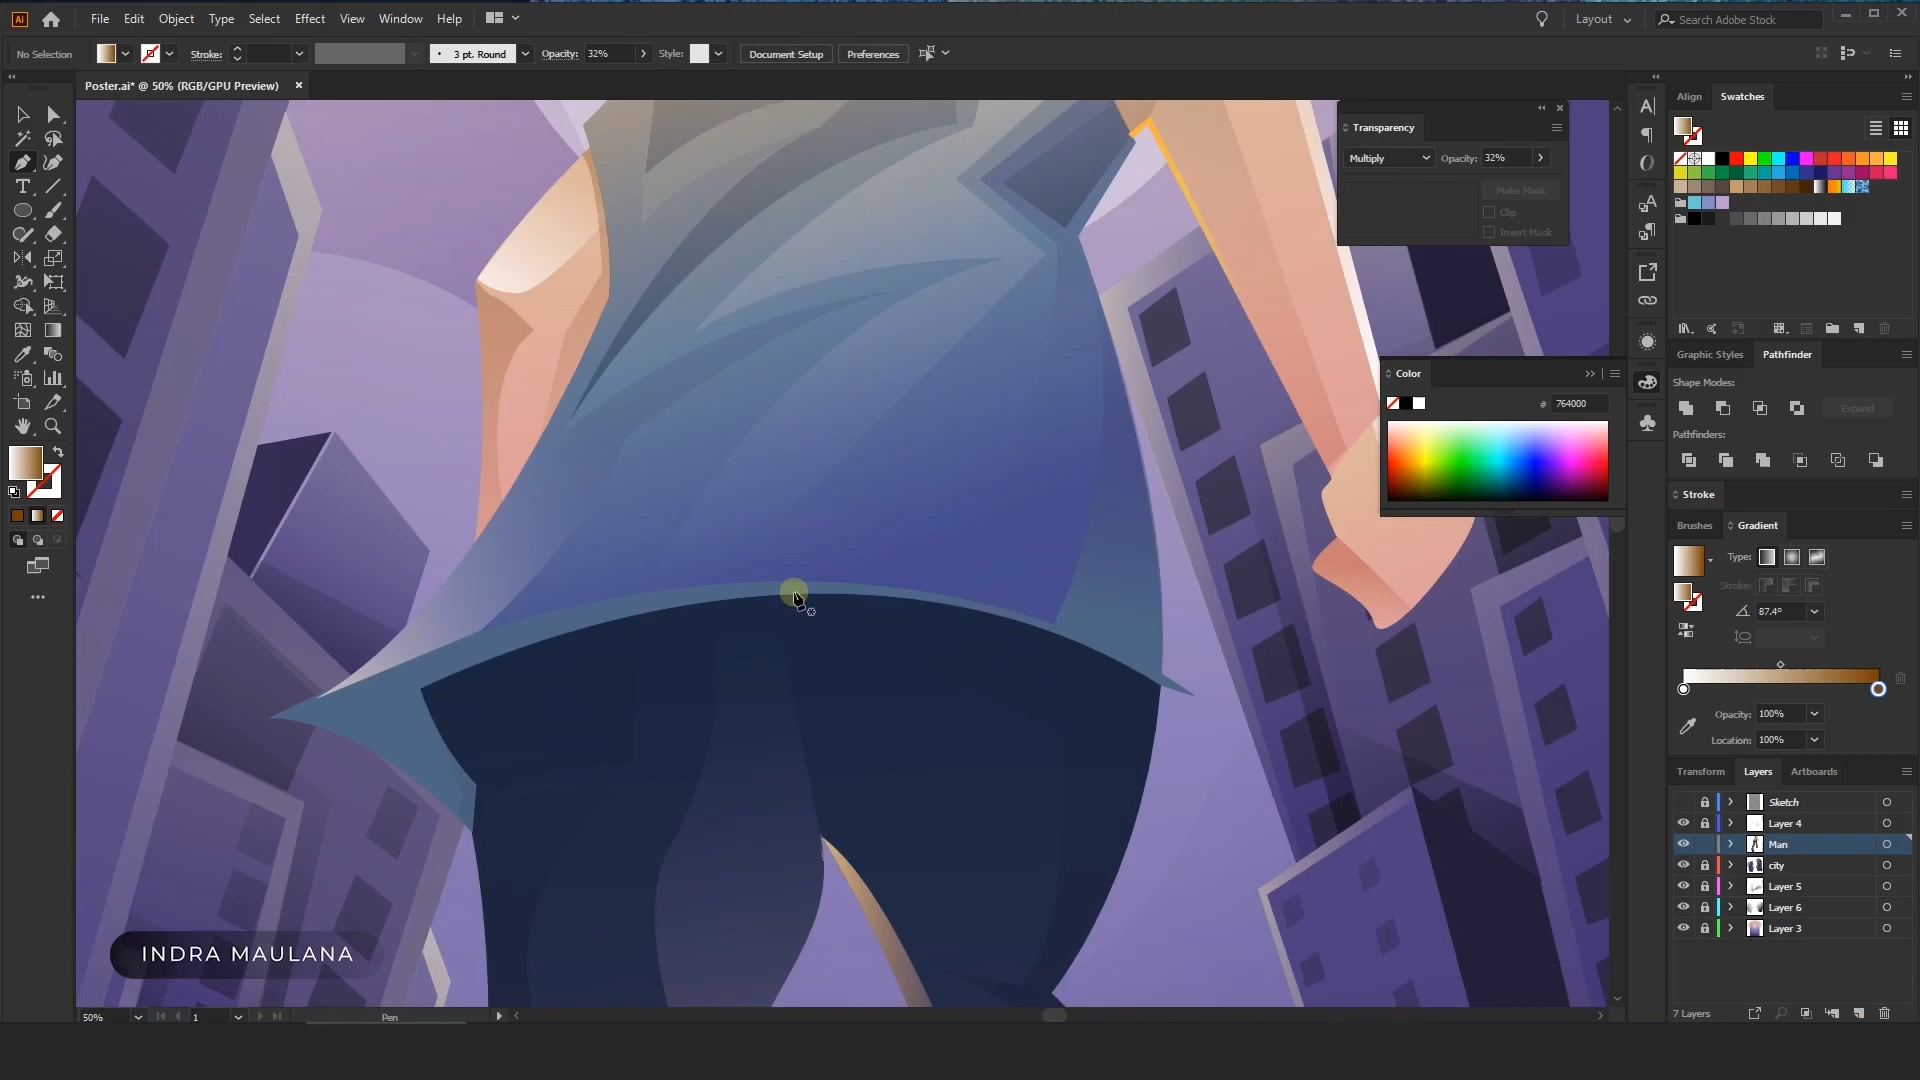 Ai File Edit Object Type Select Effect View Window Help Layout Search Adobe Stock
No Selection Stroke: 3 pt. Round Opacity: 32% Style: Document Setup Preferences
Poster.ai* @ 50% (RGB/GPU Preview)
Transparency
Multiply Opacity: 32%
Make Mask
Clip
Invert Mask
Color
# 764000
INDRA MAULANA
50% 1 Pen
Align Swatches
Graphic Styles Pathfinder
Shape Modes:
Expand
Pathfinders:
Stroke
Brushes Gradient
Type:
Stroke:
87.4°
Opacity: 100%
Location: 100%
Transform Layers Artboards
Sketch
Layer 4
Man
city
Layer 5
Layer 6
Layer 3
7 Layers